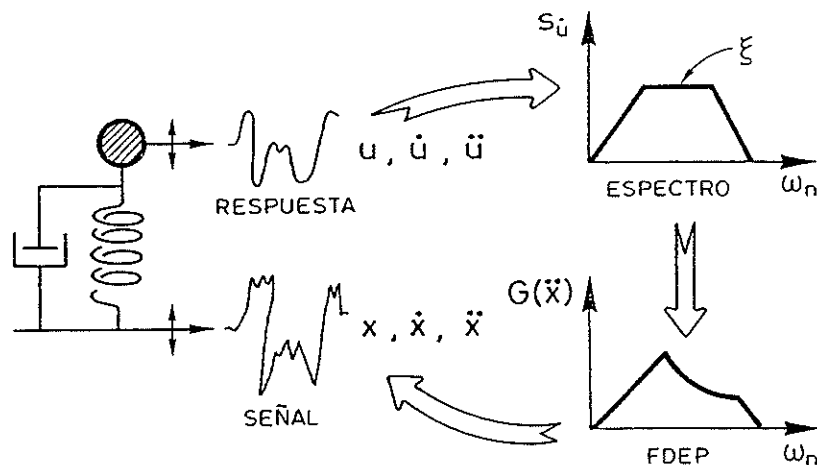 S_u̇
ξ
u , u̇ , ü
RESPUESTA
ω_n
ESPECTRO
G(ẍ)
x , ẋ , ẍ
SEÑAL
ω_n
FDEP